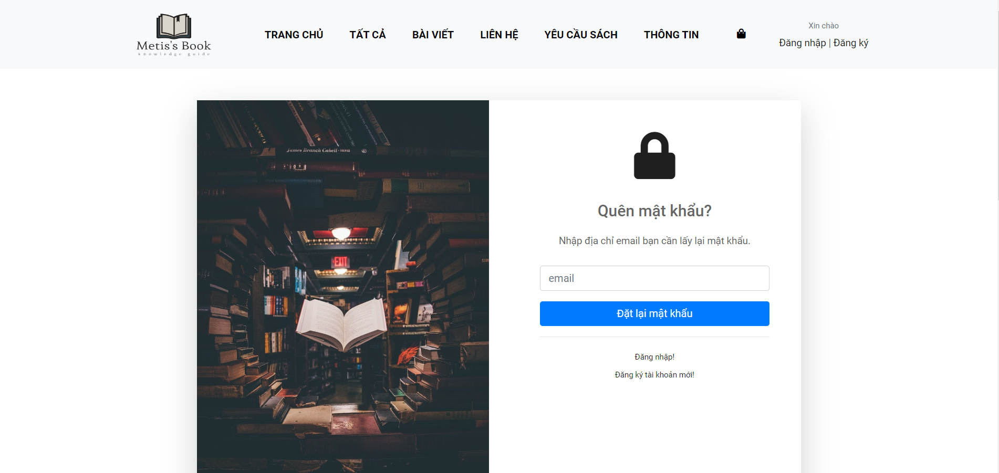 Metis's Book
knowledge guide
TRANG CHỦ
TẤT CẢ
BÀI VIẾT
LIÊN HỆ
YÊU CẦU SÁCH
THÔNG TIN
Xin chào
Đăng nhập | Đăng ký
James Branch Cabell
EXIT
Quên mật khẩu?
Nhập địa chỉ email bạn cần lấy lại mật khẩu.
email
Đặt lại mật khẩu
Đăng nhập!
Đăng ký tài khoản mới!